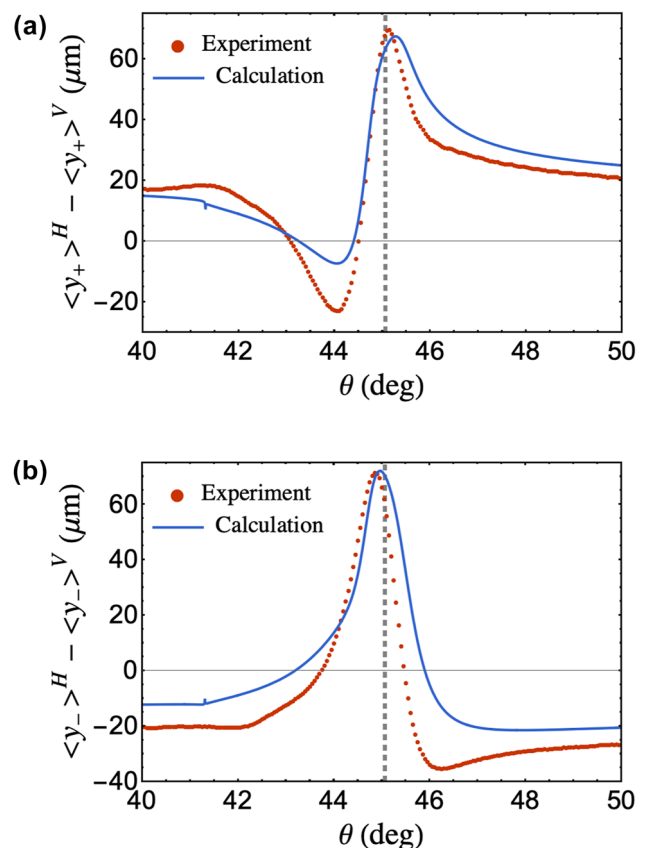 (a)
Experiment
Calculation
<y₊>ᴴ − <y₊>ⱽ (μm)
60
40
20
0
−20
40 42 44 46 48 50
θ (deg)
(b)
Experiment
Calculation
<y₋>ᴴ − <y₋>ⱽ (μm)
60
40
20
0
−20
−40
40 42 44 46 48 50
θ (deg)